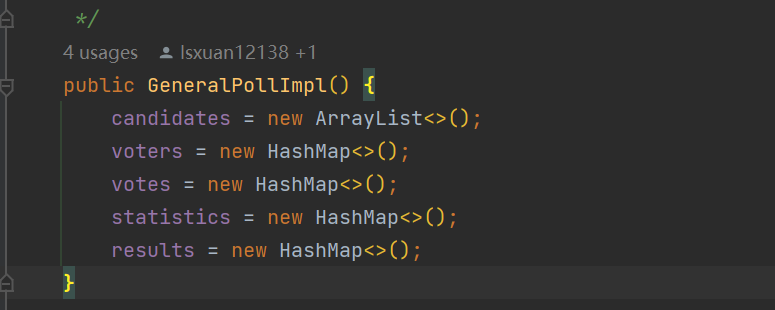 */
4 usages lsxuan12138 +1
public GeneralPollImpl() {
candidates = new ArrayList<>();
voters = new HashMap<>();
votes = new HashMap<>();
statistics = new HashMap<>();
results = new HashMap<>();
}